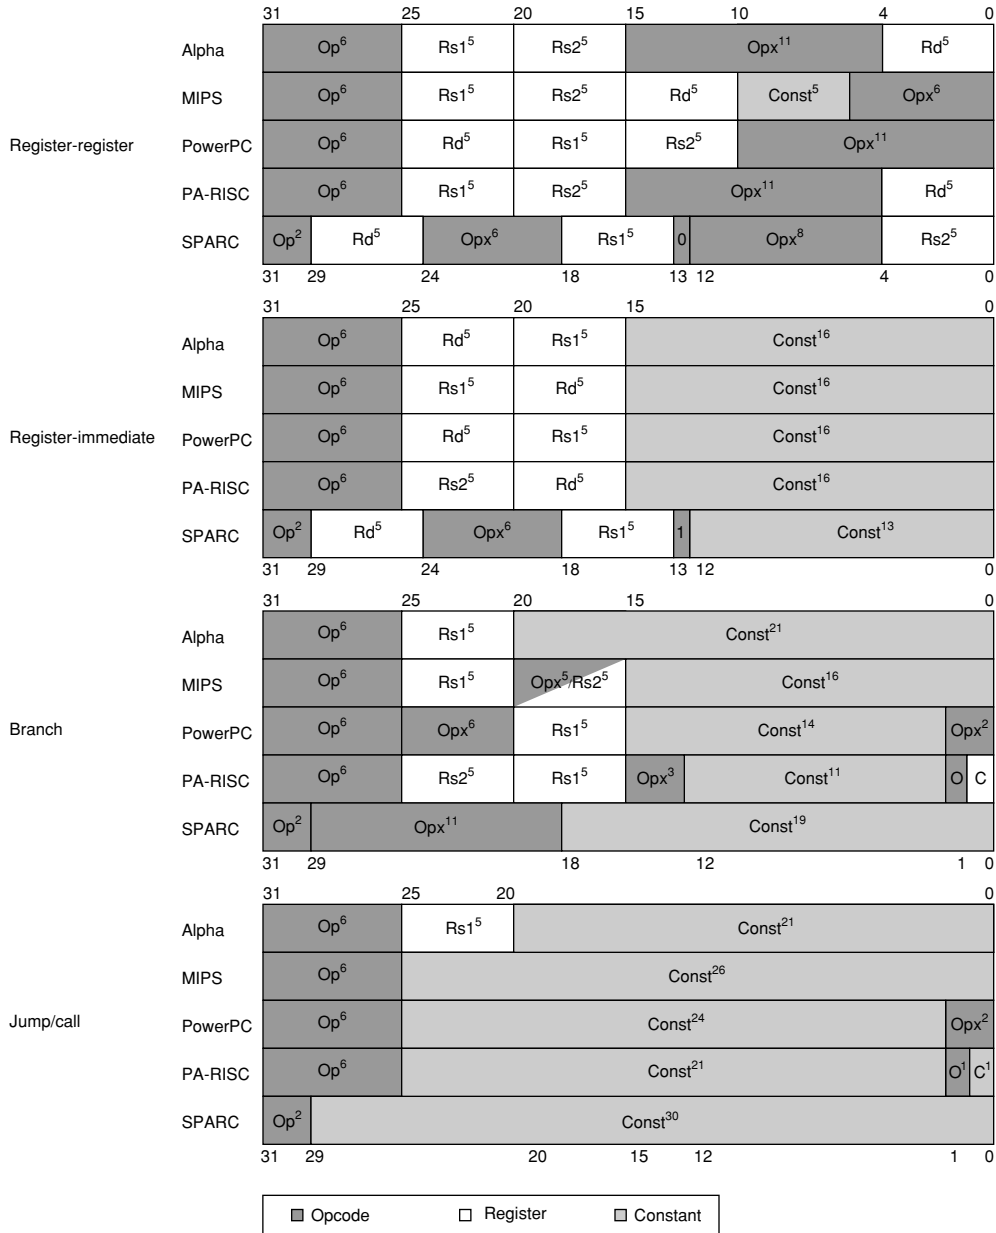 31 25 20 15 10 4 0
Alpha Op⁶ Rs1⁵ Rs2⁵ Opx¹¹ Rd⁵
MIPS Op⁶ Rs1⁵ Rs2⁵ Rd⁵ Const⁵ Opx⁶
Register-register PowerPC Op⁶ Rd⁵ Rs1⁵ Rs2⁵ Opx¹¹
PA-RISC Op⁶ Rs1⁵ Rs2⁵ Opx¹¹ Rd⁵
SPARC Op² Rd⁵ Opx⁶ Rs1⁵ 0 Opx⁸ Rs2⁵
31 29 24 18 13 12 4 0
31 25 20 15 0
Alpha Op⁶ Rd⁵ Rs1⁵ Const¹⁶
MIPS Op⁶ Rs1⁵ Rd⁵ Const¹⁶
Register-immediate PowerPC Op⁶ Rd⁵ Rs1⁵ Const¹⁶
PA-RISC Op⁶ Rs2⁵ Rd⁵ Const¹⁶
SPARC Op² Rd⁵ Opx⁶ Rs1⁵ 1 Const¹³
31 29 24 18 13 12 0
31 25 20 15 0
Alpha Op⁶ Rs1⁵ Const²¹
MIPS Op⁶ Rs1⁵ Opx⁵/Rs2⁵ Const¹⁶
Branch PowerPC Op⁶ Opx⁶ Rs1⁵ Const¹⁴ Opx²
PA-RISC Op⁶ Rs2⁵ Rs1⁵ Opx³ Const¹¹ O C
SPARC Op² Opx¹¹ Const¹⁹
31 29 18 12 1 0
31 25 20 0
Alpha Op⁶ Rs1⁵ Const²¹
MIPS Op⁶ Const²⁶
Jump/call PowerPC Op⁶ Const²⁴ Opx²
PA-RISC Op⁶ Const²¹ O¹ C¹
SPARC Op² Const³⁰
31 29 20 15 12 1 0
Opcode Register Constant